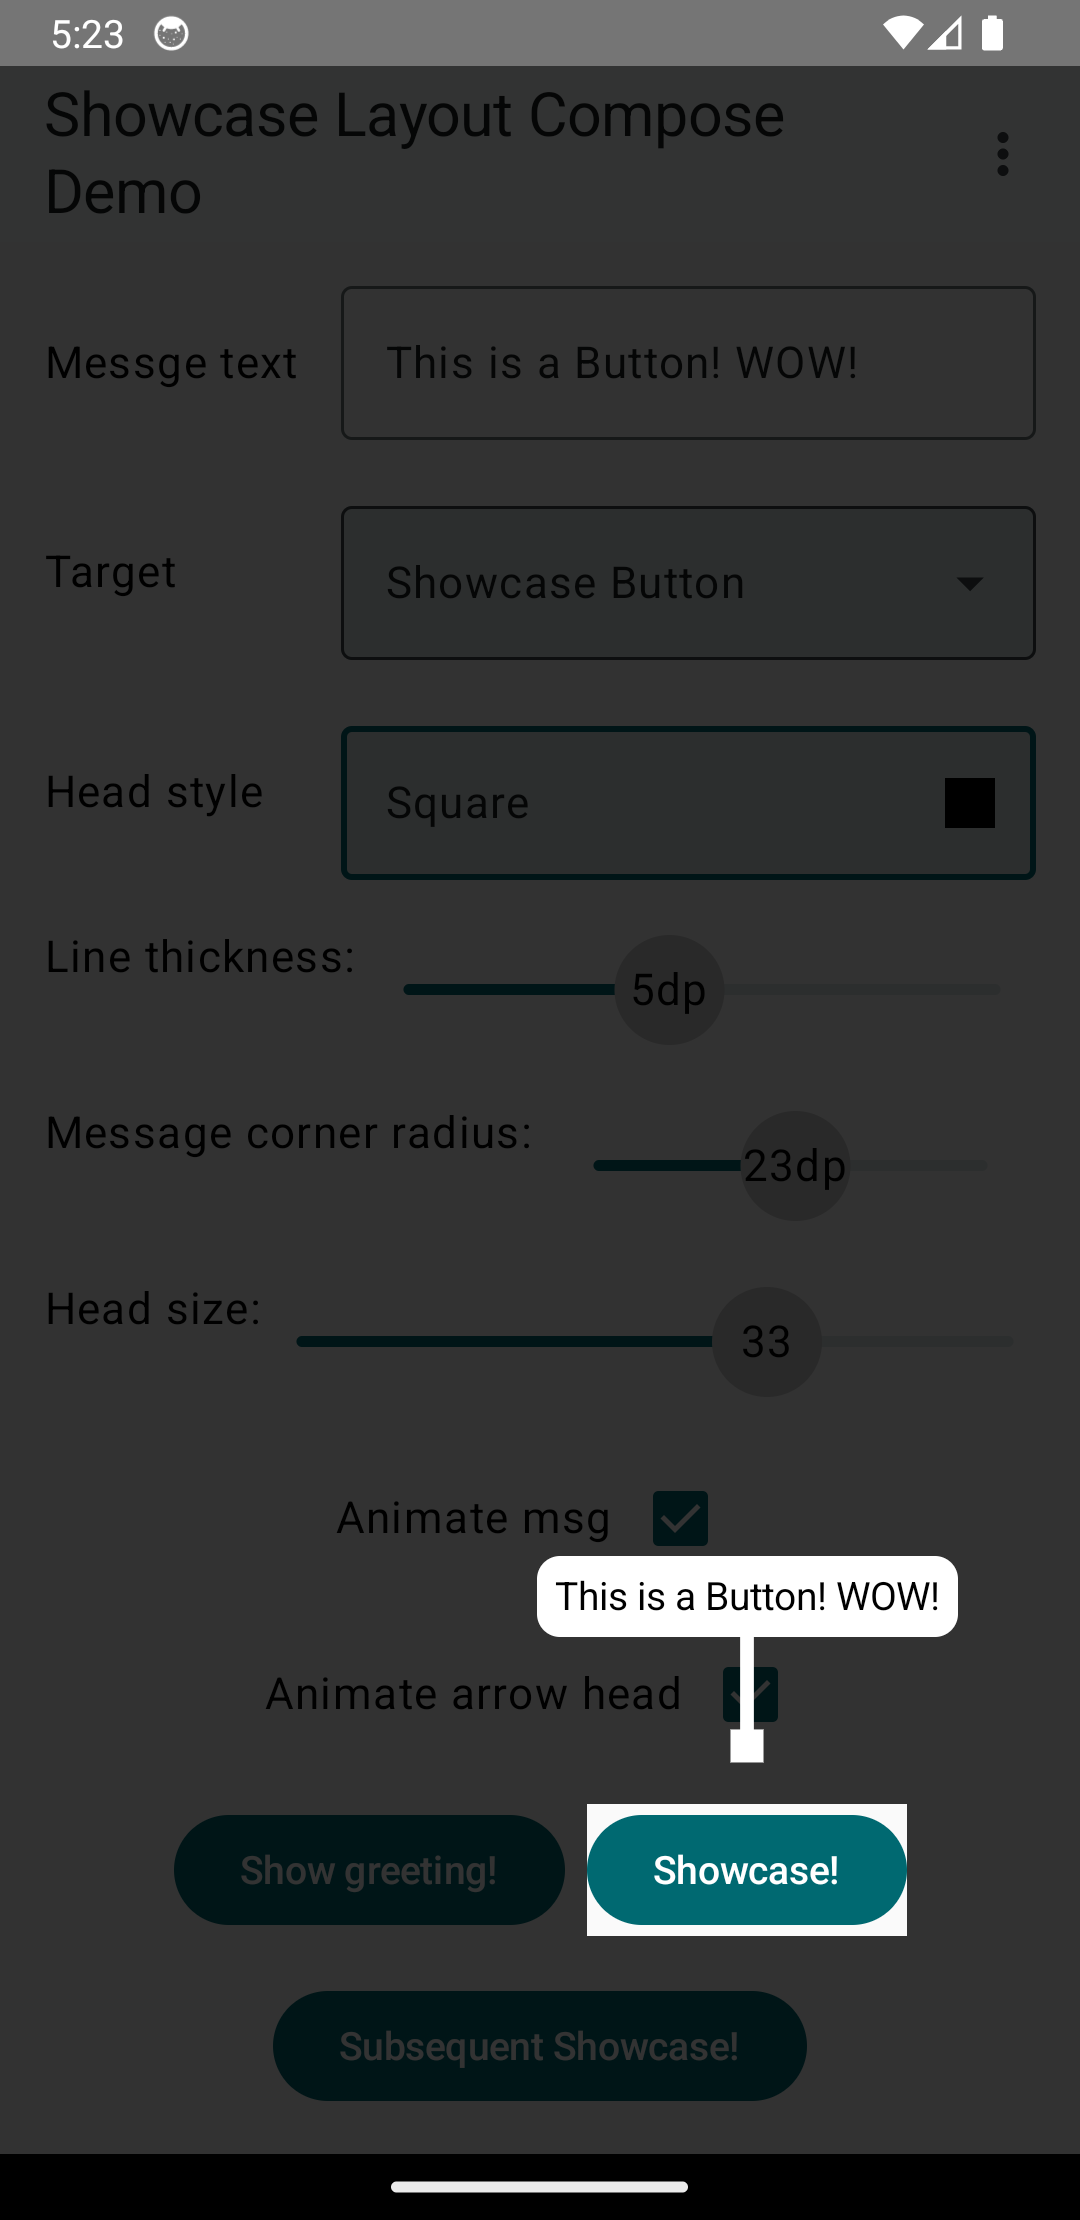 5:23
Showcase Layout Compose
Demo
Messge text
This is a Button! WOW!
Target
Showcase Button
Head style
Square
Line thickness:
5dp
Message corner radius:
23dp
Head size:
33
Animate msg
This is a Button! WOW!
Animate arrow head
Show greeting!
Showcase!
Subsequent Showcase!